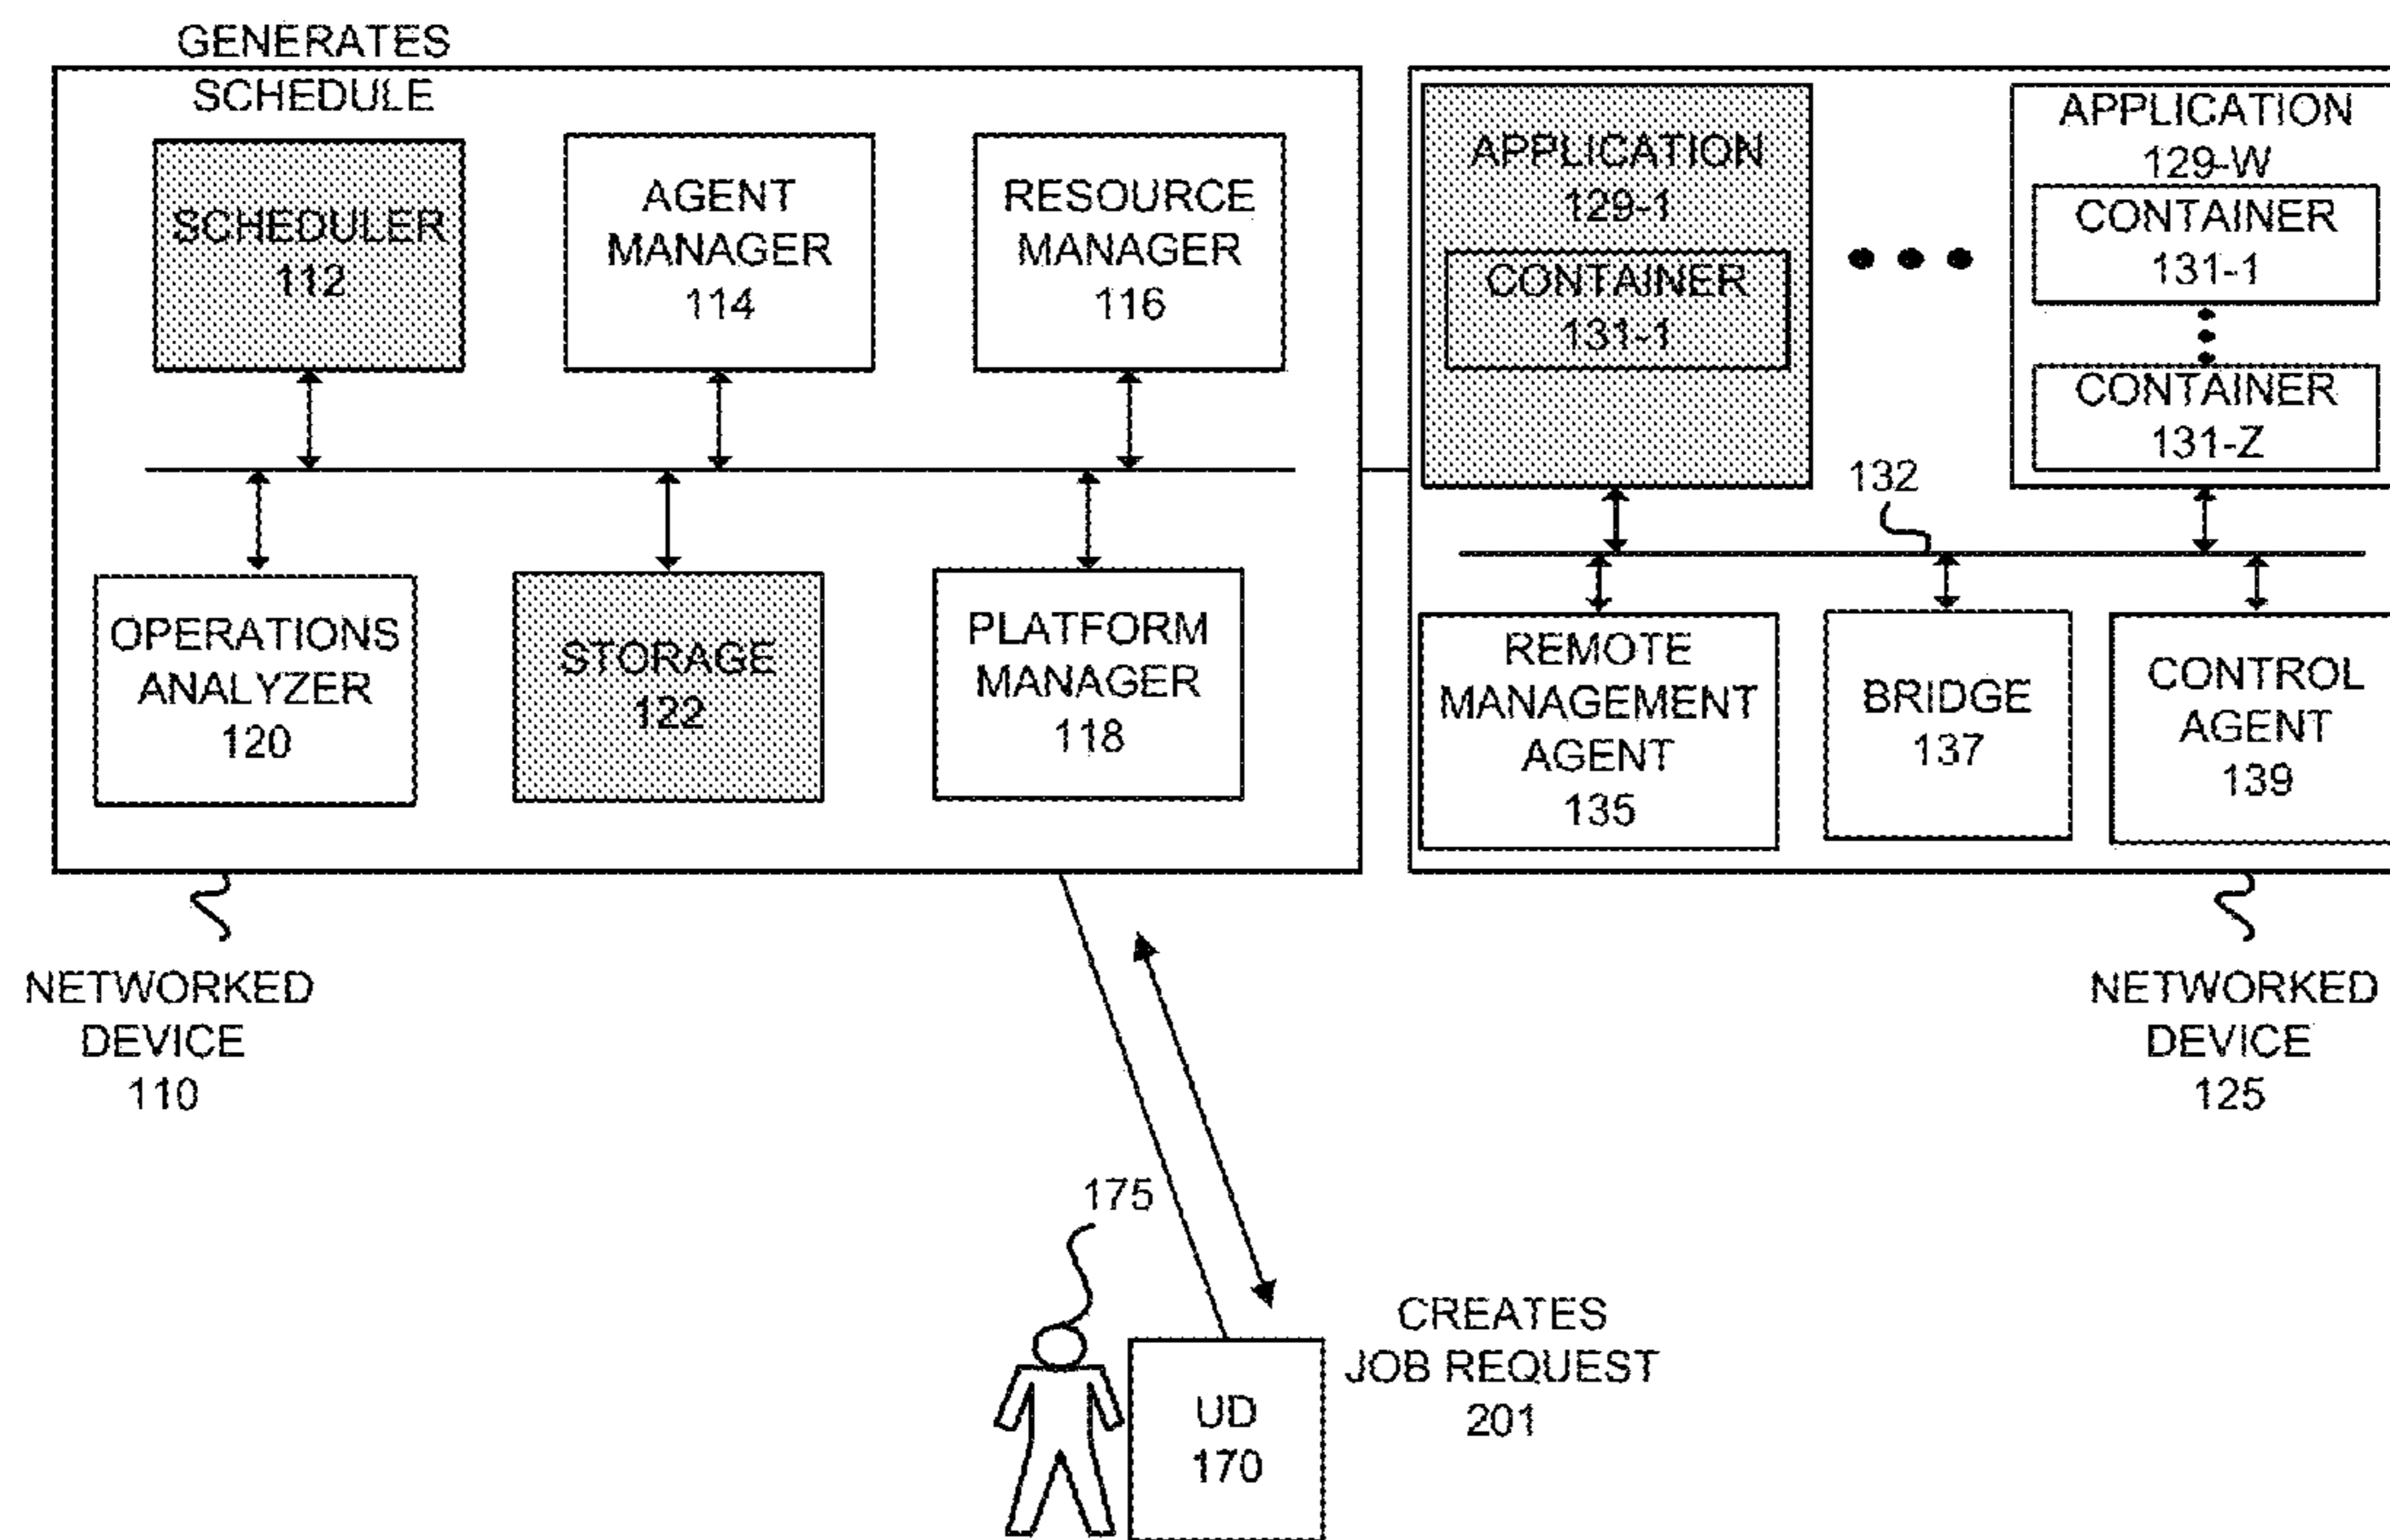 GENERATES
SCHEDULE
SCHEDULER
112
AGENT
MANAGER
114
RESOURCE
MANAGER
116
OPERATIONS
ANALYZER
120
STORAGE
122
PLATFORM
MANAGER
118
NETWORKED
DEVICE
110
APPLICATION
129-1
CONTAINER
131-1
APPLICATION
129-W
CONTAINER
131-1
CONTAINER
131-Z
132
REMOTE
MANAGEMENT
AGENT
135
BRIDGE
137
CONTROL
AGENT
139
NETWORKED
DEVICE
125
175
UD
170
CREATES
JOB REQUEST
201